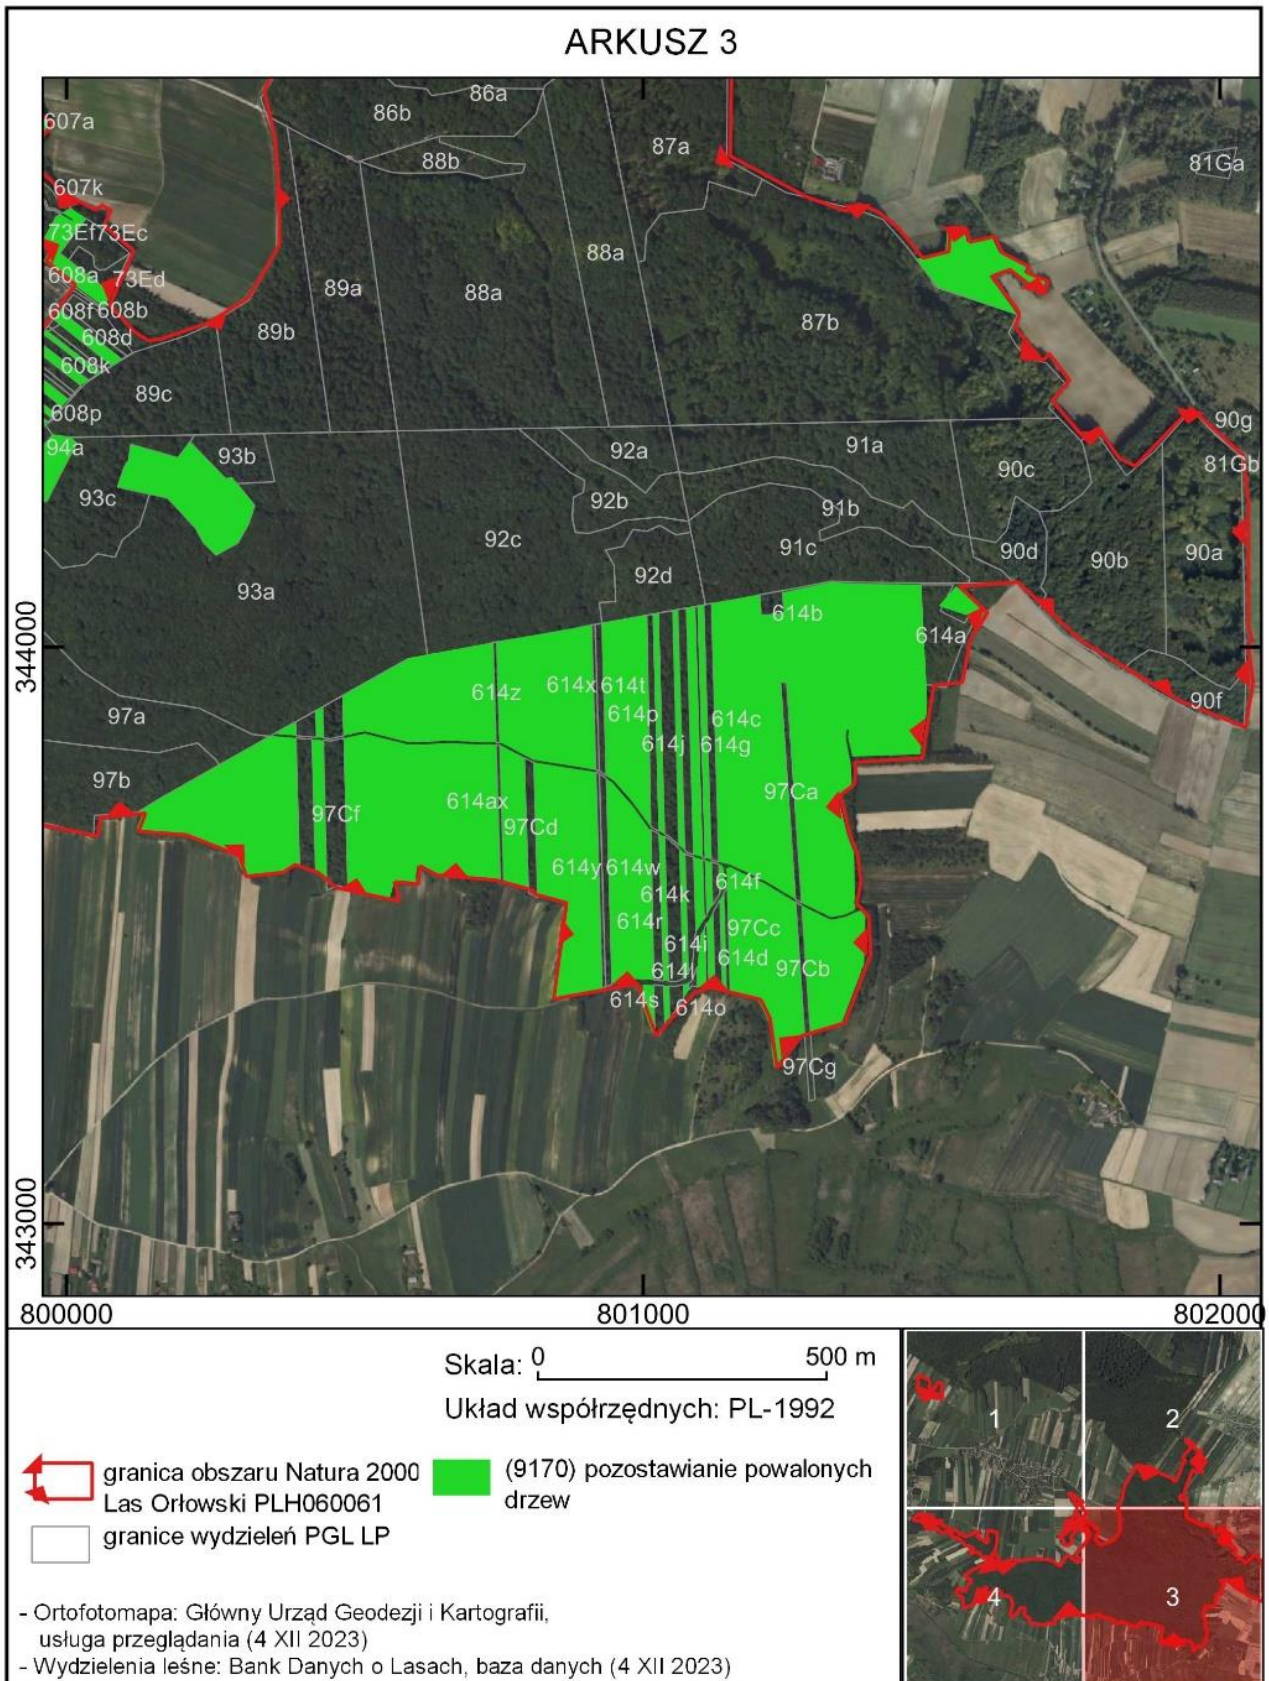 ARKUSZ 3
607a
86b
86a
87a
81Ga
88b
607k
73Ef73Ec
608a
73Ed
88a
89a
88a
608f608b
608d
89b
87b
608k
89c
608p
90g
94a
93b
92a
91a
90c
81Gb
93c
92b
91b
92c
91c
90d
90b
90a
93a
92d
614b
344000
614a
614z
614x614t
90f
97a
614p
614c
614j
614g
97b
97Cf
614ax
97Cd
97Ca
614y614w
614f
614k
614r
97Cc
614i
614d
97Cb
614l
614s
614o
97Cg
343000
800000
801000
802000
Skala: 0 500 m
Układ współrzędnych: PL-1992
granica obszaru Natura 2000
Las Orłowski PLH060061
(9170) pozostawianie powalonych
drzew
granice wydzieleń PGL LP
- Ortofotomapa: Główny Urząd Geodezji i Kartografii,
usługa przeglądania (4 XII 2023)
- Wydzielenia leśne: Bank Danych o Lasach, baza danych (4 XII 2023)
1
2
4
3